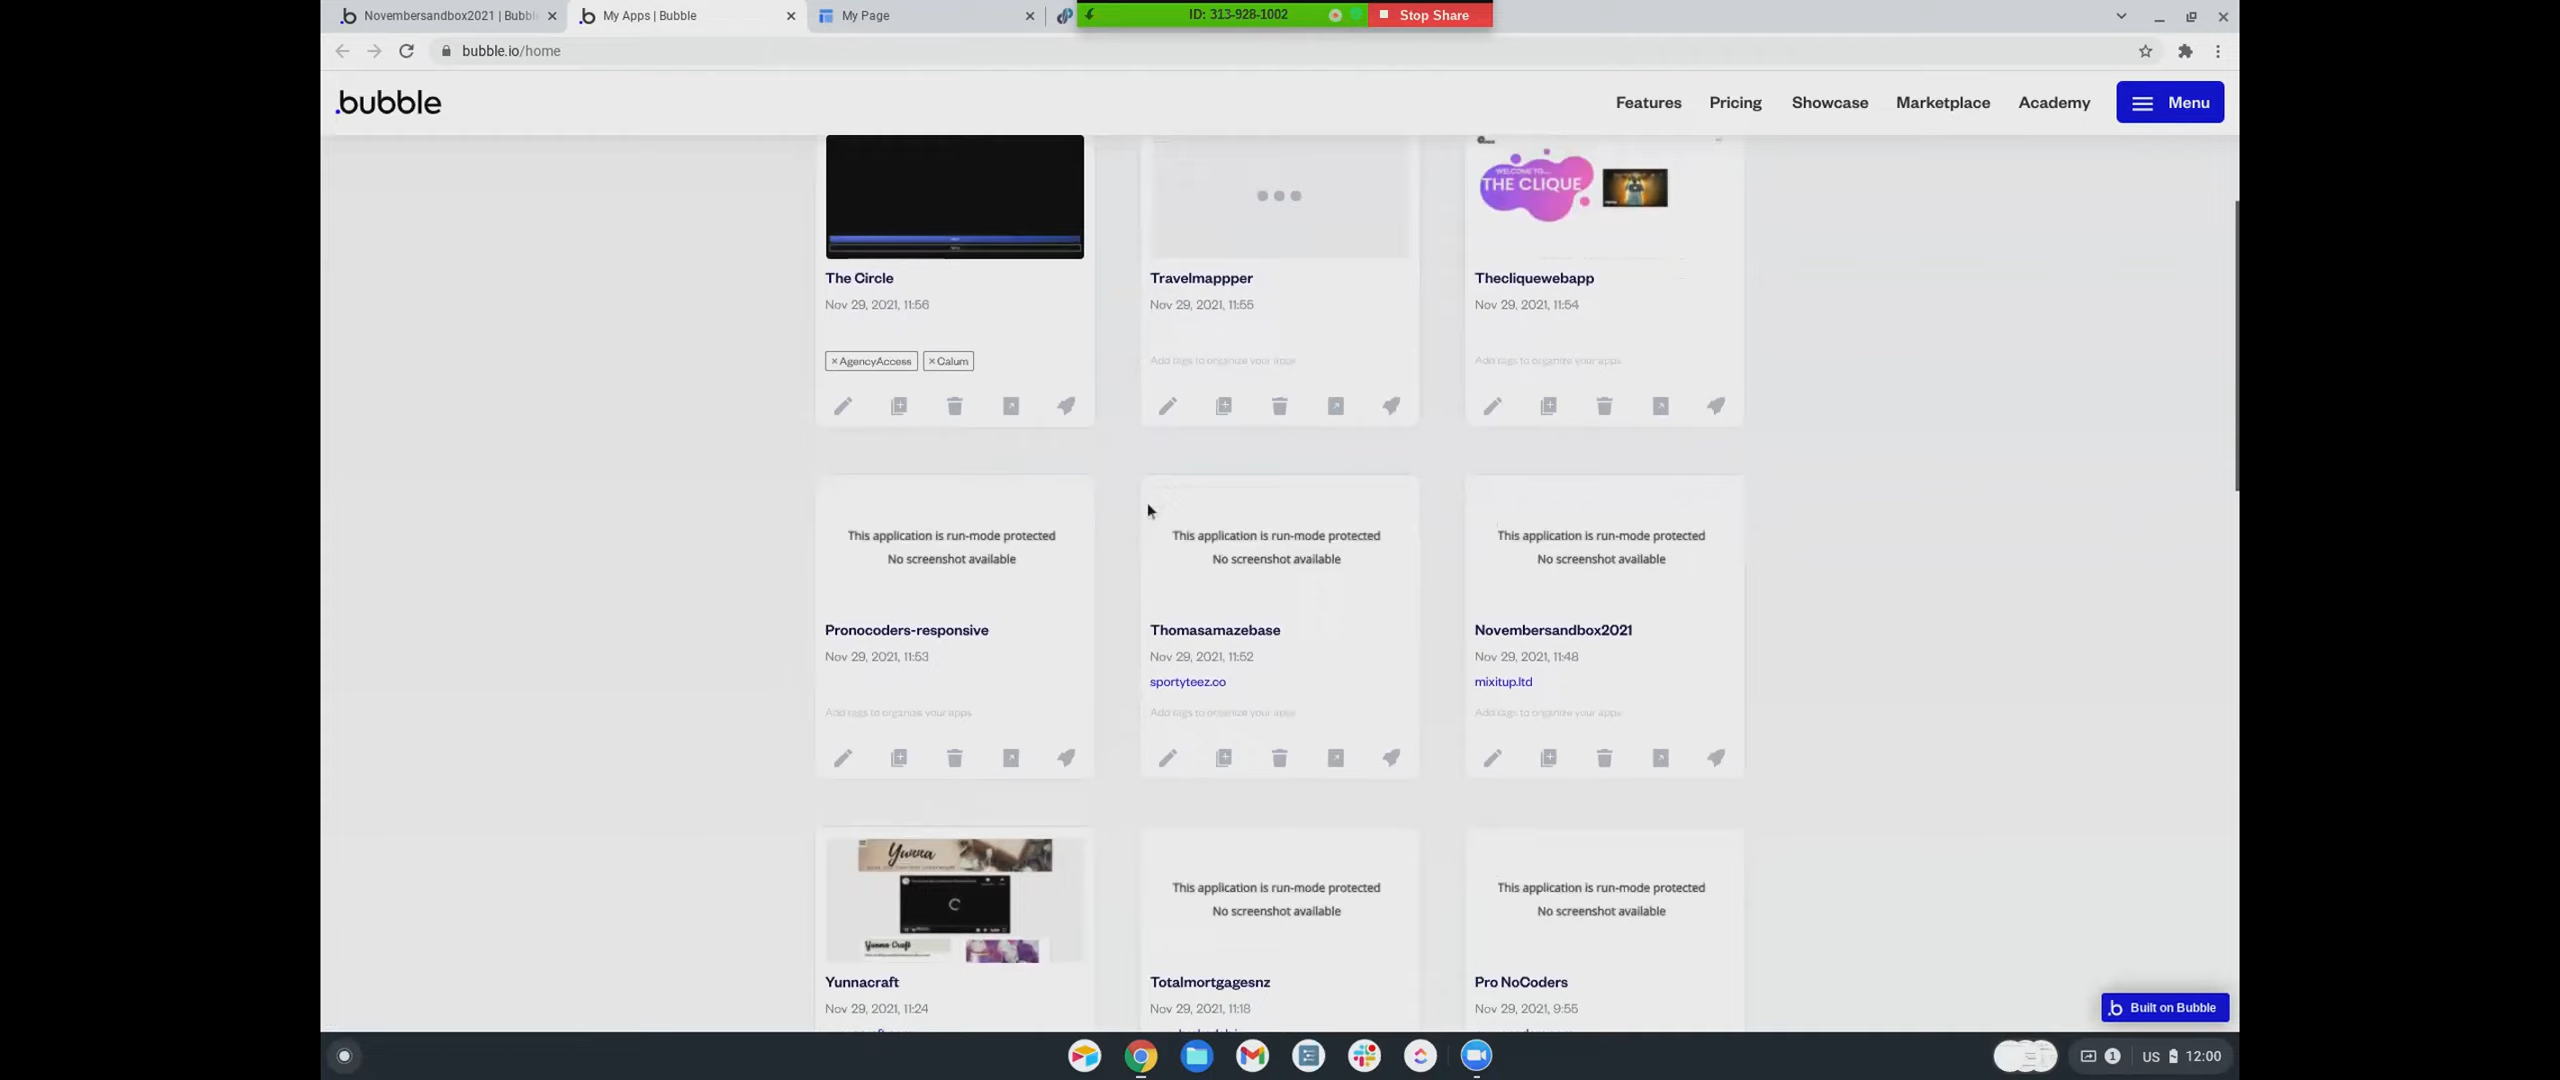 Novembersandbox2021 | Bubbl
My Apps | Bubble
My Page
ID: 313-928-1002
Stop Share
bubble.io/home
.bubble
Features
Pricing
Showcase
Marketplace
Academy
Menu
WELCOME TO....
THE CLIQUE
The Circle
Nov 29, 2021, 11:56
× AgencyAccess
× Calum
Travelmappper
Nov 29, 2021, 11:55
Add tags to organize your apps
Thecliquewebapp
Nov 29, 2021, 11:54
Add tags to organize your apps
This application is run-mode protected
No screenshot available
Pronocoders-responsive
Nov 29, 2021, 11:53
Add tags to organize your apps
This application is run-mode protected
No screenshot available
Thomasamazebase
Nov 29, 2021, 11:52
sportyteez.co
Add tags to organize your apps
This application is run-mode protected
No screenshot available
Novembersandbox2021
Nov 29, 2021, 11:48
mixitup.ltd
Add tags to organize your apps
Yunna
Yunna Craft
Yunnacraft
Nov 29, 2021, 11:24
This application is run-mode protected
No screenshot available
Totalmortgagesnz
Nov 29, 2021, 11:18
This application is run-mode protected
No screenshot available
Pro NoCoders
Nov 29, 2021, 9:55
b Built on Bubble
1
US
12:00